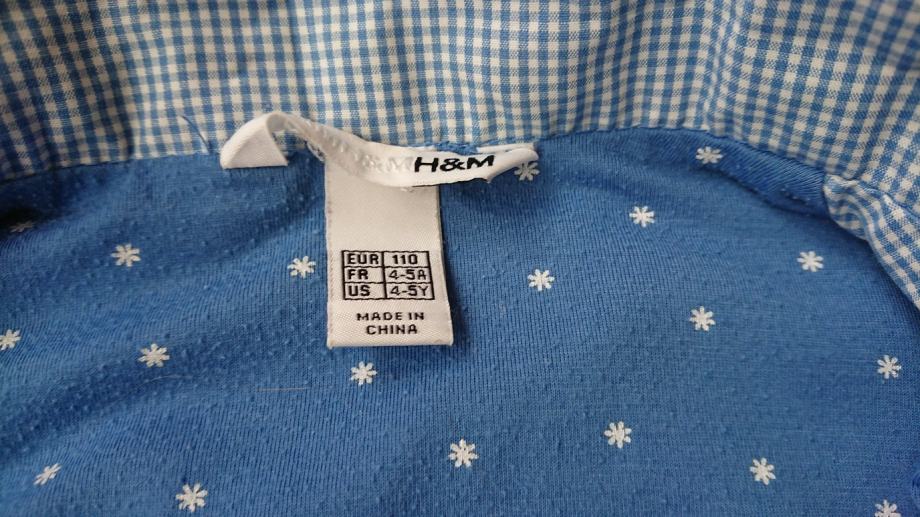 H&M
EUR 110
FR 4-5A
US 4-5Y
MADE IN
CHINA